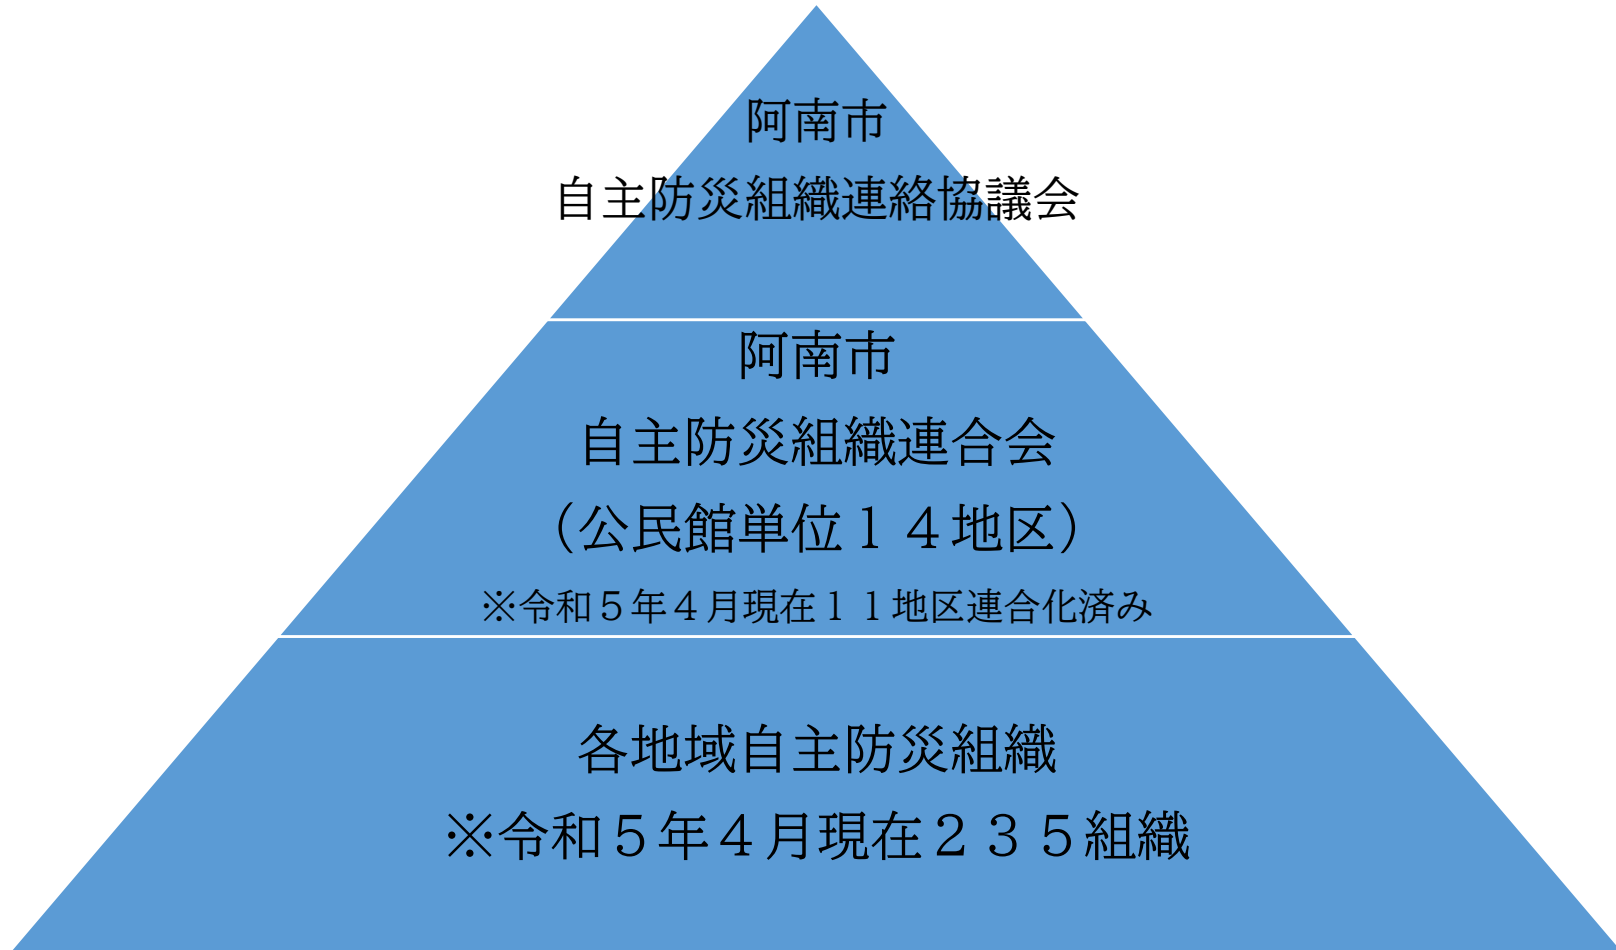 阿南市
自主防災組織連絡協議会
阿南市
自主防災組織連合会
（公民館単位１４地区）
※令和５年４月現在１１地区連合化済み
各地域自主防災組織
※令和５年４月現在２３５組織